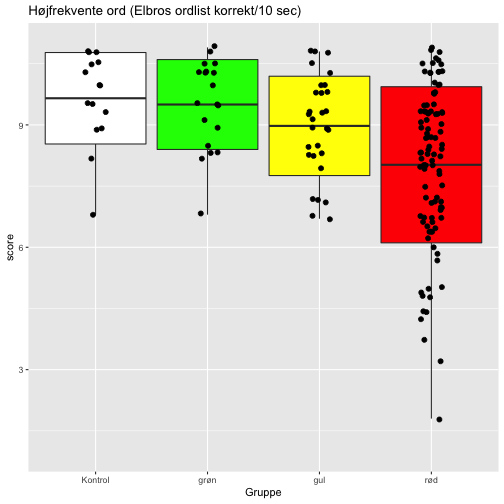 Højfrekvente ord (Elbros ordlist korrekt/10 sec)
score
9
6
3
Kontrol
grøn
gul
rød
Gruppe